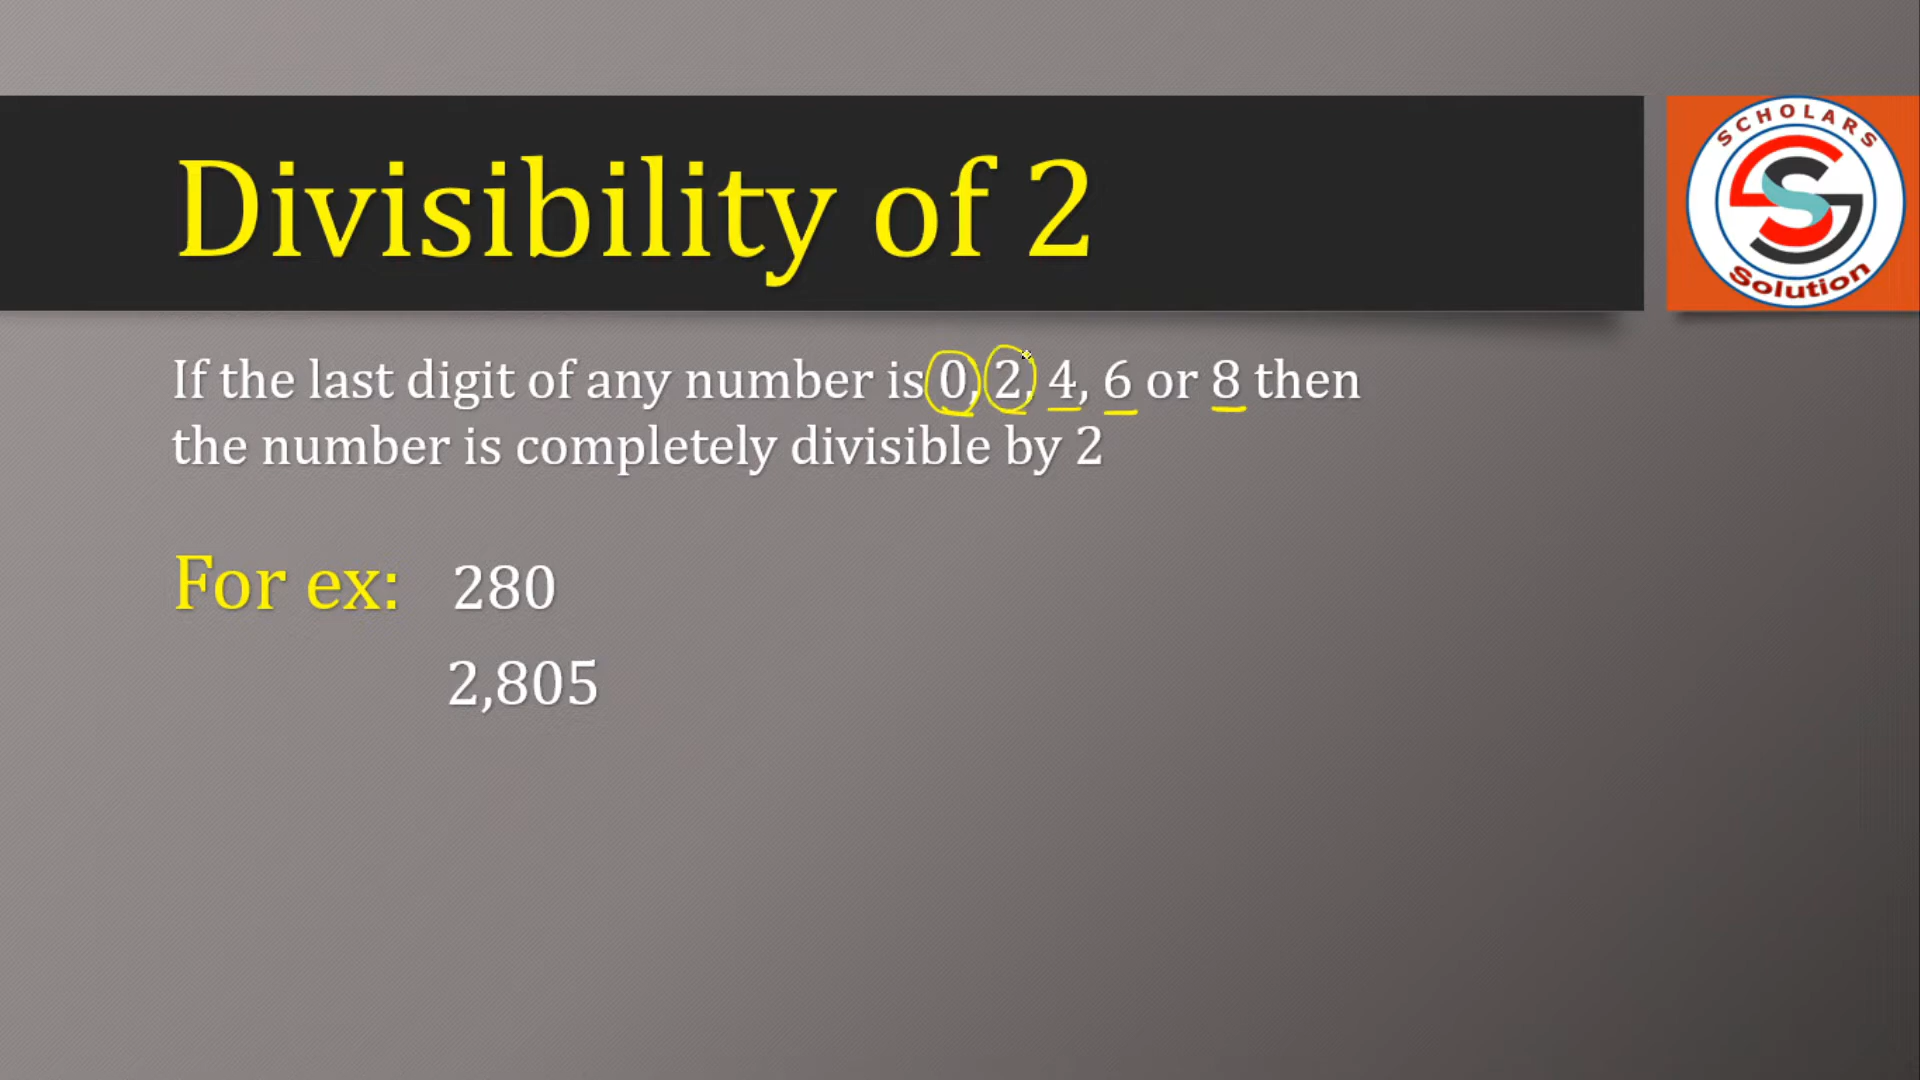 Divisibility of 2
SCHOLARS
Solution
If the last digit of any number is 0, 2, 4, 6 or 8 then
the number is completely divisible by 2
For ex: 280
2,805